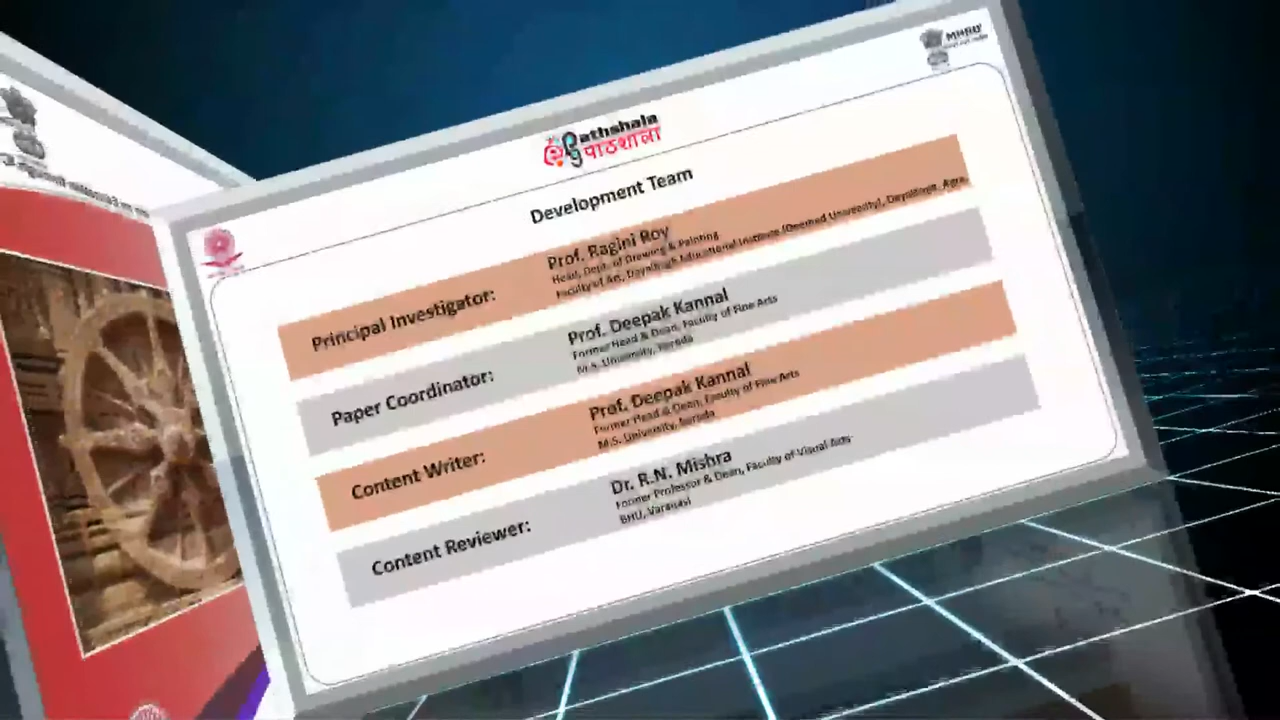 MHRD
Pathshala
पाठशाला
Development Team
Principal Investigator:
Prof. Ragini Roy
Head, Dept. of Drawing & Painting
Faculty of Art, Dayalbagh Educational Institute (Deemed University), Dayalbagh, Agra
Paper Coordinator:
Prof. Deepak Kannal
Former Head & Dean, Faculty of Fine Arts
M.S. University, Baroda
Content Writer:
Prof. Deepak Kannal
Former Head & Dean, Faculty of Fine Arts
M.S. University, Baroda
Content Reviewer:
Dr. R.N. Mishra
Former Professor & Dean, Faculty of Visual Arts
BHU, Varanasi